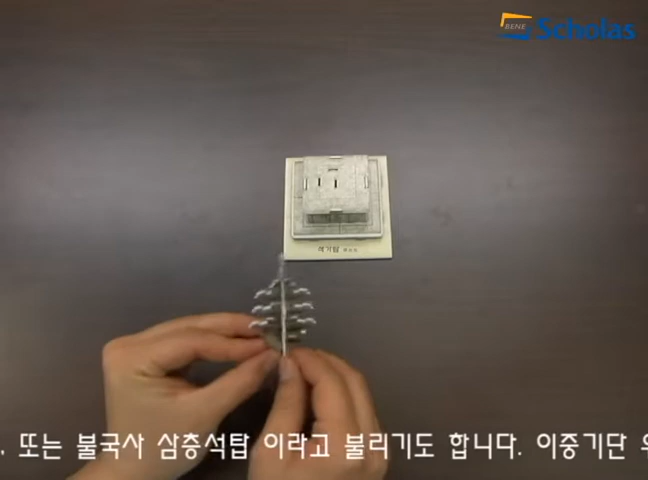 BENE
Scholas
석가탑
, 또는 불국사 삼층석탑 이라고 불리기도 합니다. 이중기단